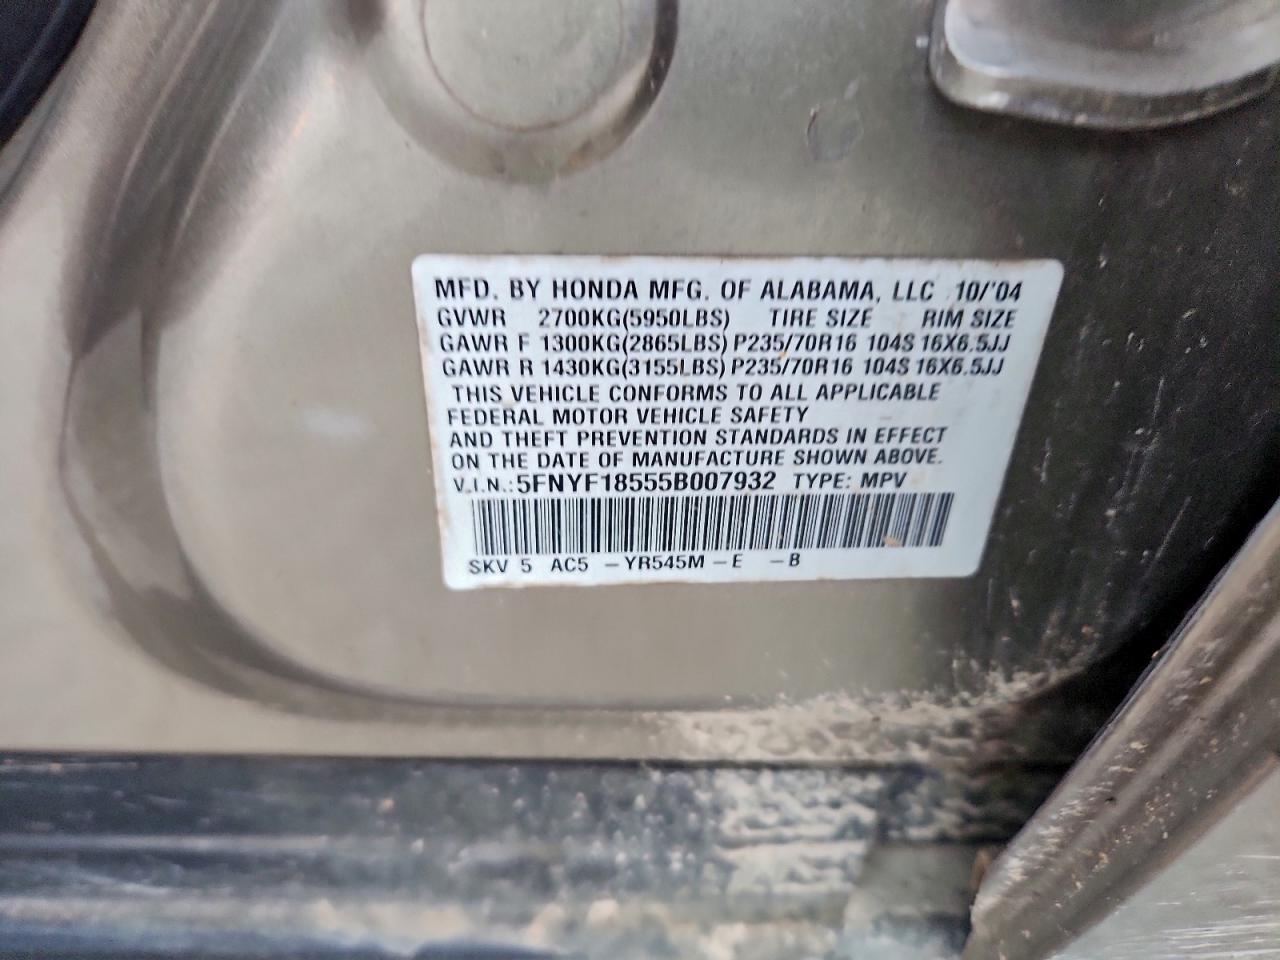 MFD. BY HONDA MFG. OF ALABAMA, LLC 10/'04
GVWR 2700KG(5950LBS) TIRE SIZE RIM SIZE
GAWR F 1300KG(2865LBS) P235/70R16 104S 16X6.5JJ
GAWR R 1430KG(3155LBS) P235/70R16 104S 16X6.5JJ
THIS VEHICLE CONFORMS TO ALL APPLICABLE
FEDERAL MOTOR VEHICLE SAFETY
AND THEFT PREVENTION STANDARDS IN EFFECT
ON THE DATE OF MANUFACTURE SHOWN ABOVE.
V.I.N.: 5FNYF18555B007932 TYPE: MPV
SKV 5 AC5 -YR545M -E -B